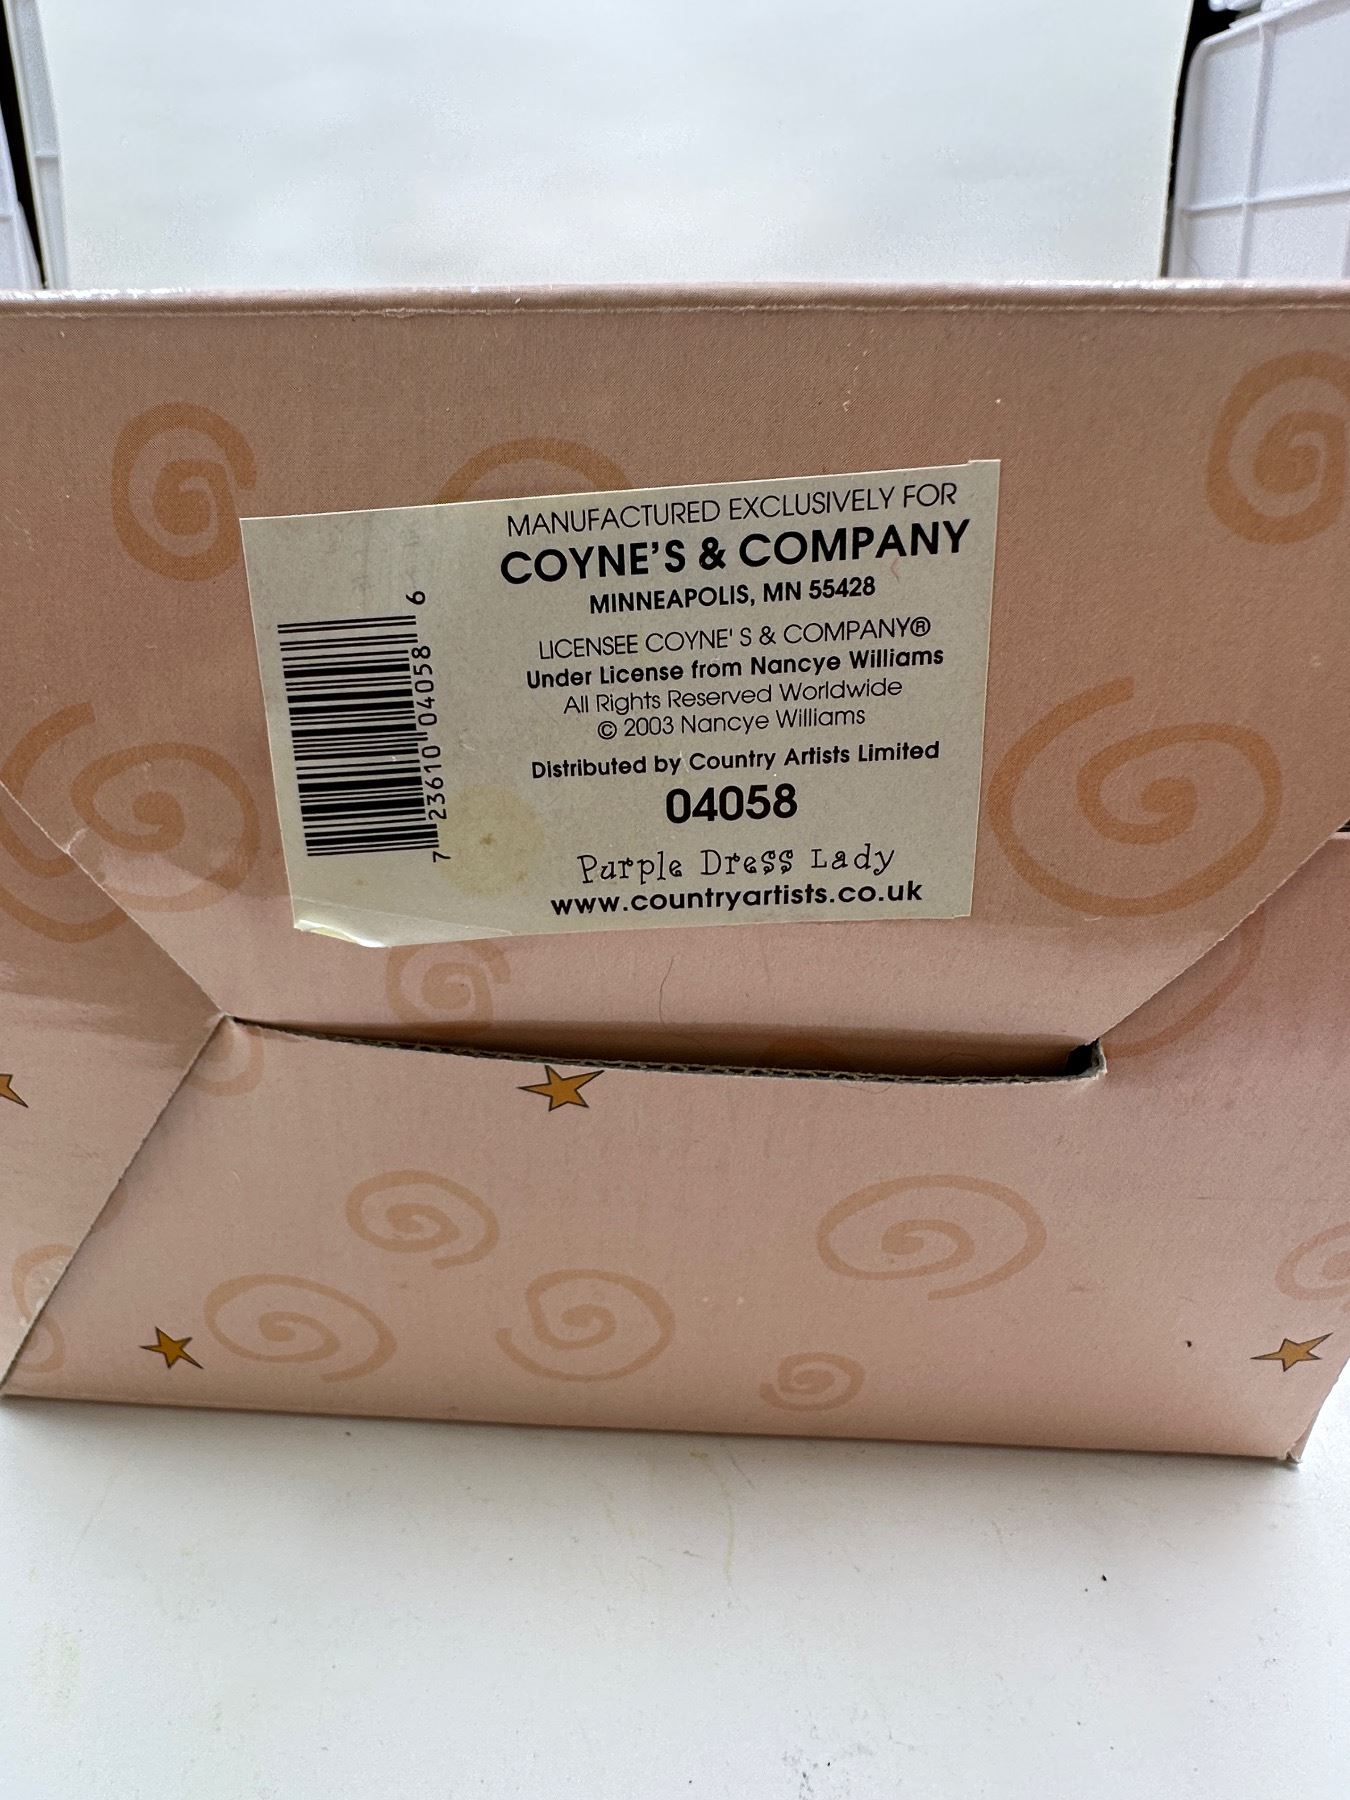 MANUFACTURED EXCLUSIVELY FOR
COYNE'S & COMPANY
MINNEAPOLIS, MN 55428
LICENSEE COYNE' S & COMPANY®
Under License from Nancye Williams
All Rights Reserved Worldwide
© 2003 Nancye Williams
Distributed by Country Artists Limited
04058
Purple Dress Lady
www.countryartists.co.uk
7 23610 04058 6